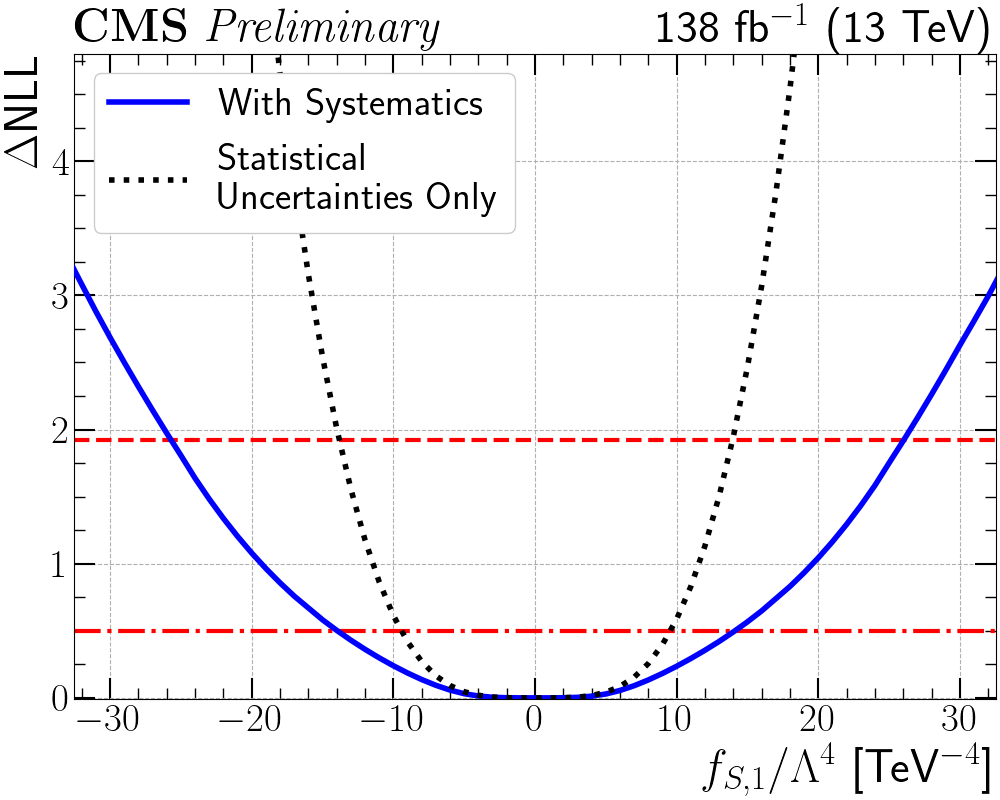 CMS Preliminary 138 fb⁻¹ (13 TeV)
ΔNLL
With Systematics
Statistical
Uncertainties Only
4
3
2
1
0
−30 −20 −10 0 10 20 30
f_{S,1}/Λ⁴ [TeV⁻⁴]